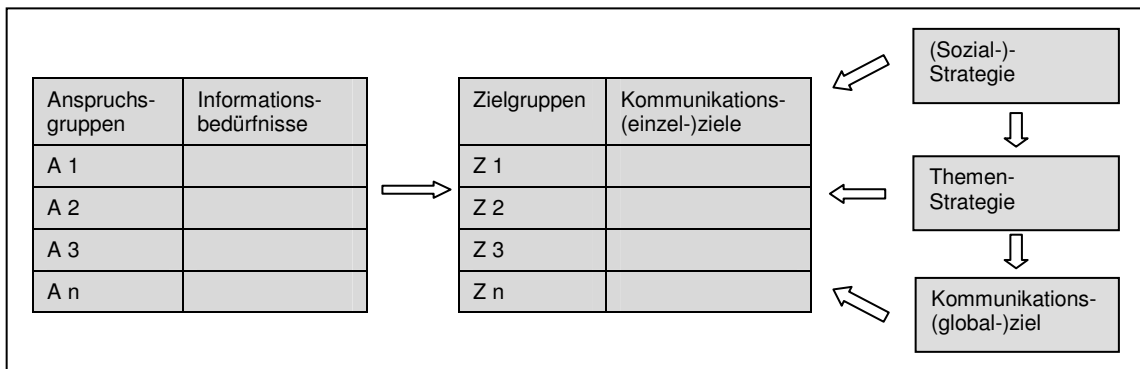 Anspruchs-
gruppen
Informations-
bedürfnisse
A 1
A 2
A 3
A n
Zielgruppen
Kommunikations-
(einzel-)ziele
Z 1
Z 2
Z 3
Z n
(Sozial-)-
Strategie
Themen-
Strategie
Kommunikations-
(global-)ziel